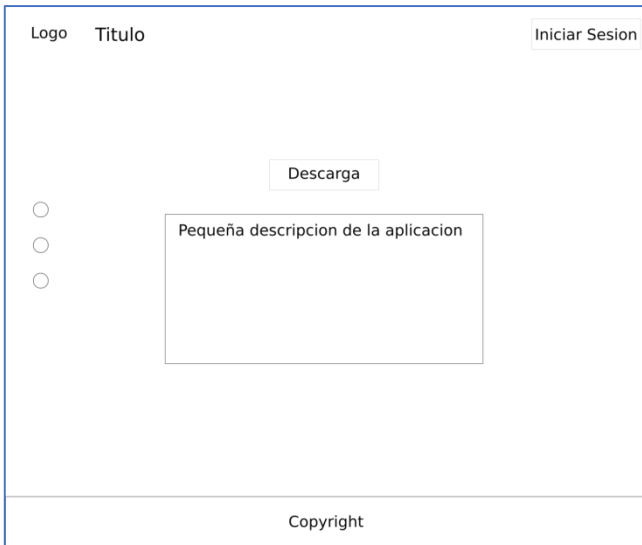 Logo
Titulo
Iniciar Sesion
Descarga
Pequeña descripcion de la aplicacion
Copyright